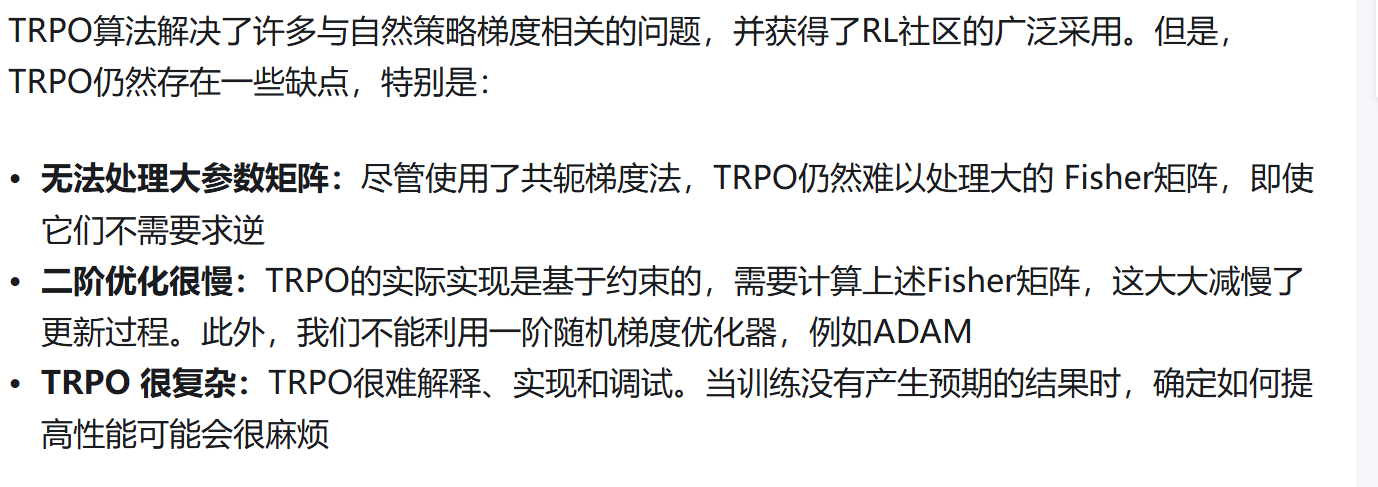 TRPO算法解决了许多与自然策略梯度相关的问题，并获得了RL社区的广泛采用。但是，
TRPO仍然存在一些缺点，特别是：
• 无法处理大参数矩阵：尽管使用了共轭梯度法，TRPO仍然难以处理大的 Fisher矩阵，即使
它们不需要求逆
• 二阶优化很慢：TRPO的实际实现是基于约束的，需要计算上述Fisher矩阵，这大大减慢了
更新过程。此外，我们不能利用一阶随机梯度优化器，例如ADAM
• TRPO 很复杂：TRPO很难解释、实现和调试。当训练没有产生预期的结果时，确定如何提
高性能可能会很麻烦